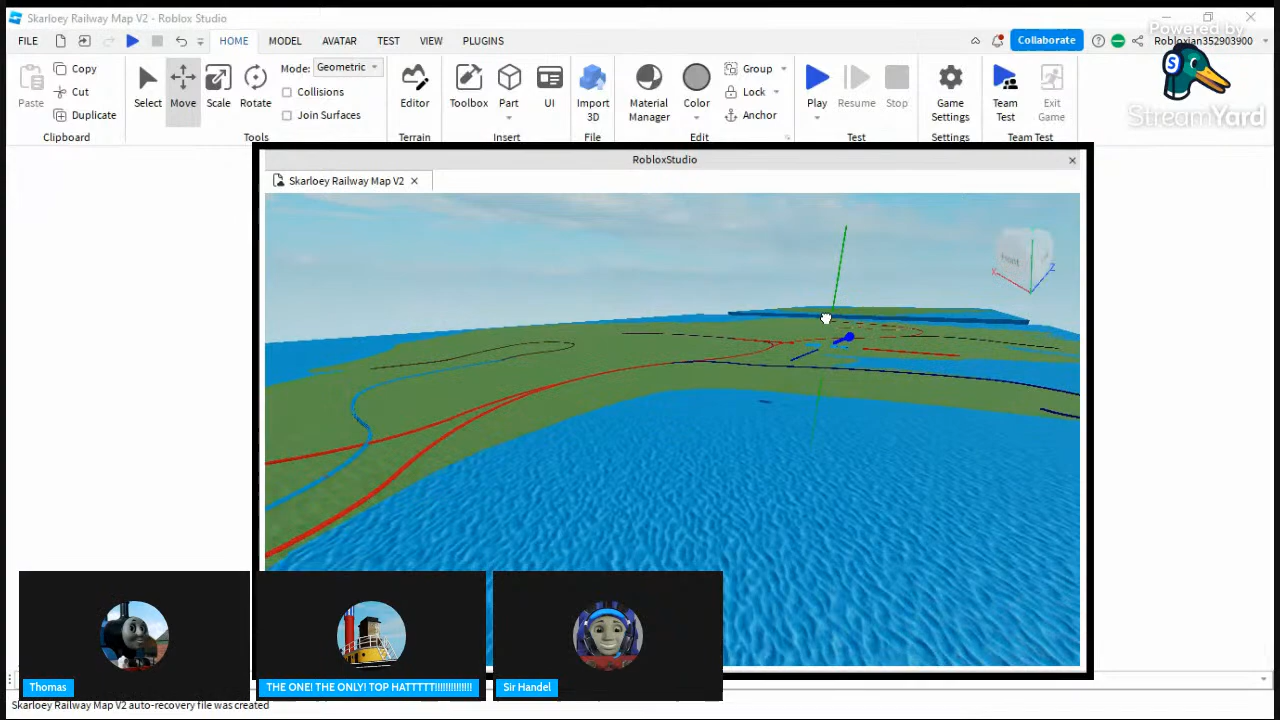 Skarloey Railway Map V2 - Roblox Studio
Powered by
FILE HOME MODEL AVATAR TEST VIEW PLUGINS Collaborate Robloxian352903900
StreamYard
Paste Copy Cut Duplicate
Clipboard
Select Move Scale Rotate Mode: Geometric Collisions Join Surfaces
Tools
Editor
Terrain
Toolbox Part UI
Insert
Import 3D
File
Material Manager Color Group Lock Anchor
Edit
Play Resume Stop
Test
Game Settings
Settings
Team Test Exit Game
Team Test
RobloxStudio
Skarloey Railway Map V2
X
Z
Thomas
THE ONE! THE ONLY! TOP HATTTTT!!!!!!!!!!!!!!
Sir Handel
Skarloey Railway Map V2 auto-recovery file was created